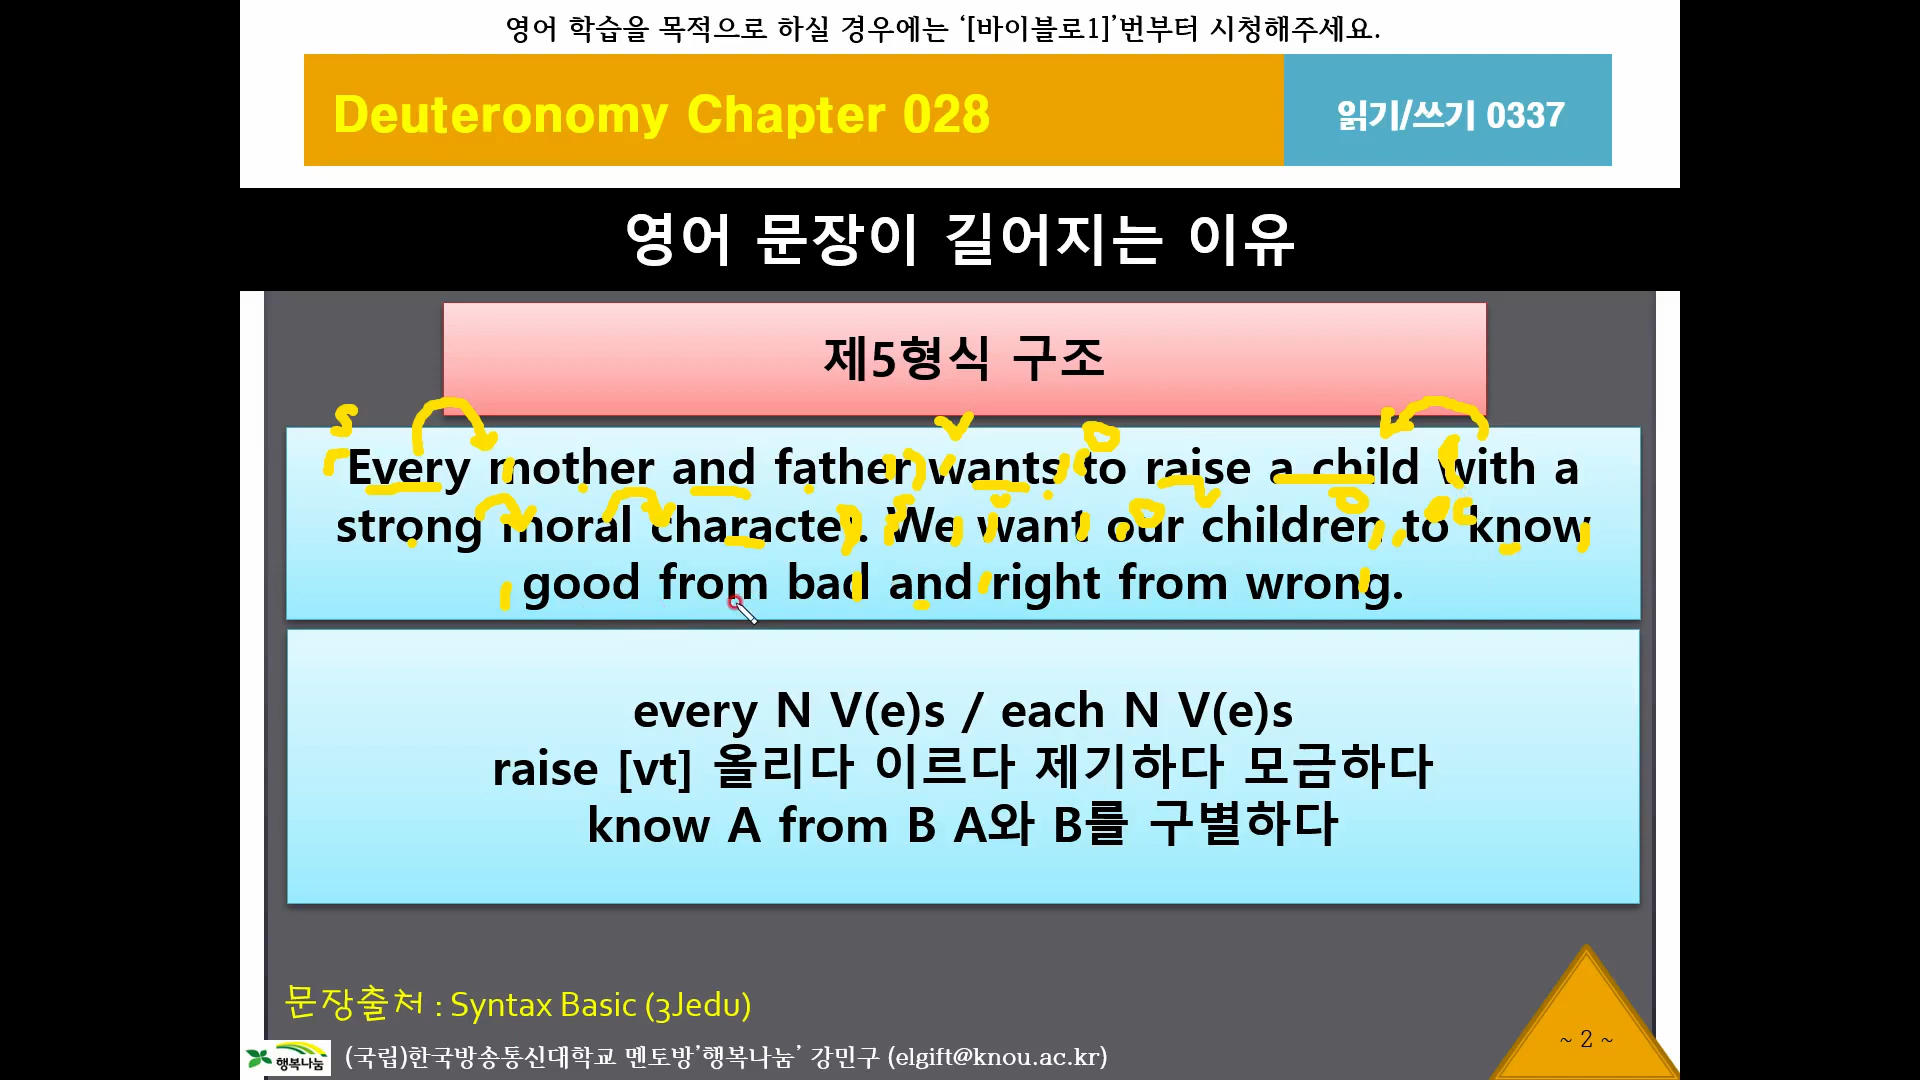 영어 학습을 목적으로 하실 경우에는 ‘[바이블로1]’번부터 시청해주세요.
Deuteronomy Chapter 028
읽기/쓰기 0337
영어 문장이 길어지는 이유
제5형식 구조
Every mother and father wants to raise a child with a
strong moral character. We want our children to know
good from bad and right from wrong.
every N V(e)s / each N V(e)s
raise [vt] 올리다 이르다 제기하다 모금하다
know A from B A와 B를 구별하다
문장출처 : Syntax Basic (3Jedu)
~ 2 ~
행복나눔
(국립)한국방송통신대학교 멘토방’행복나눔’ 강민구 (elgift@knou.ac.kr)